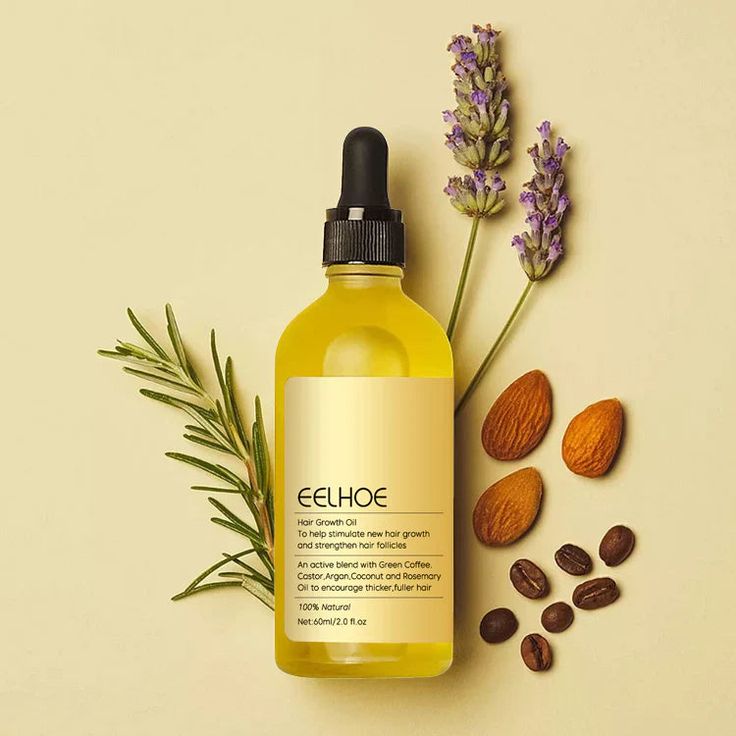 EELHOE
Hair Growth Oil
To help stimulate new hair growth
and strengthen hair follicles
An active blend with Green Coffee.
Castor,Argan,Coconut and Rosemary
Oil to encourage thicker,fuller hair
100% Natural
Net:60ml/2.0 fl.oz